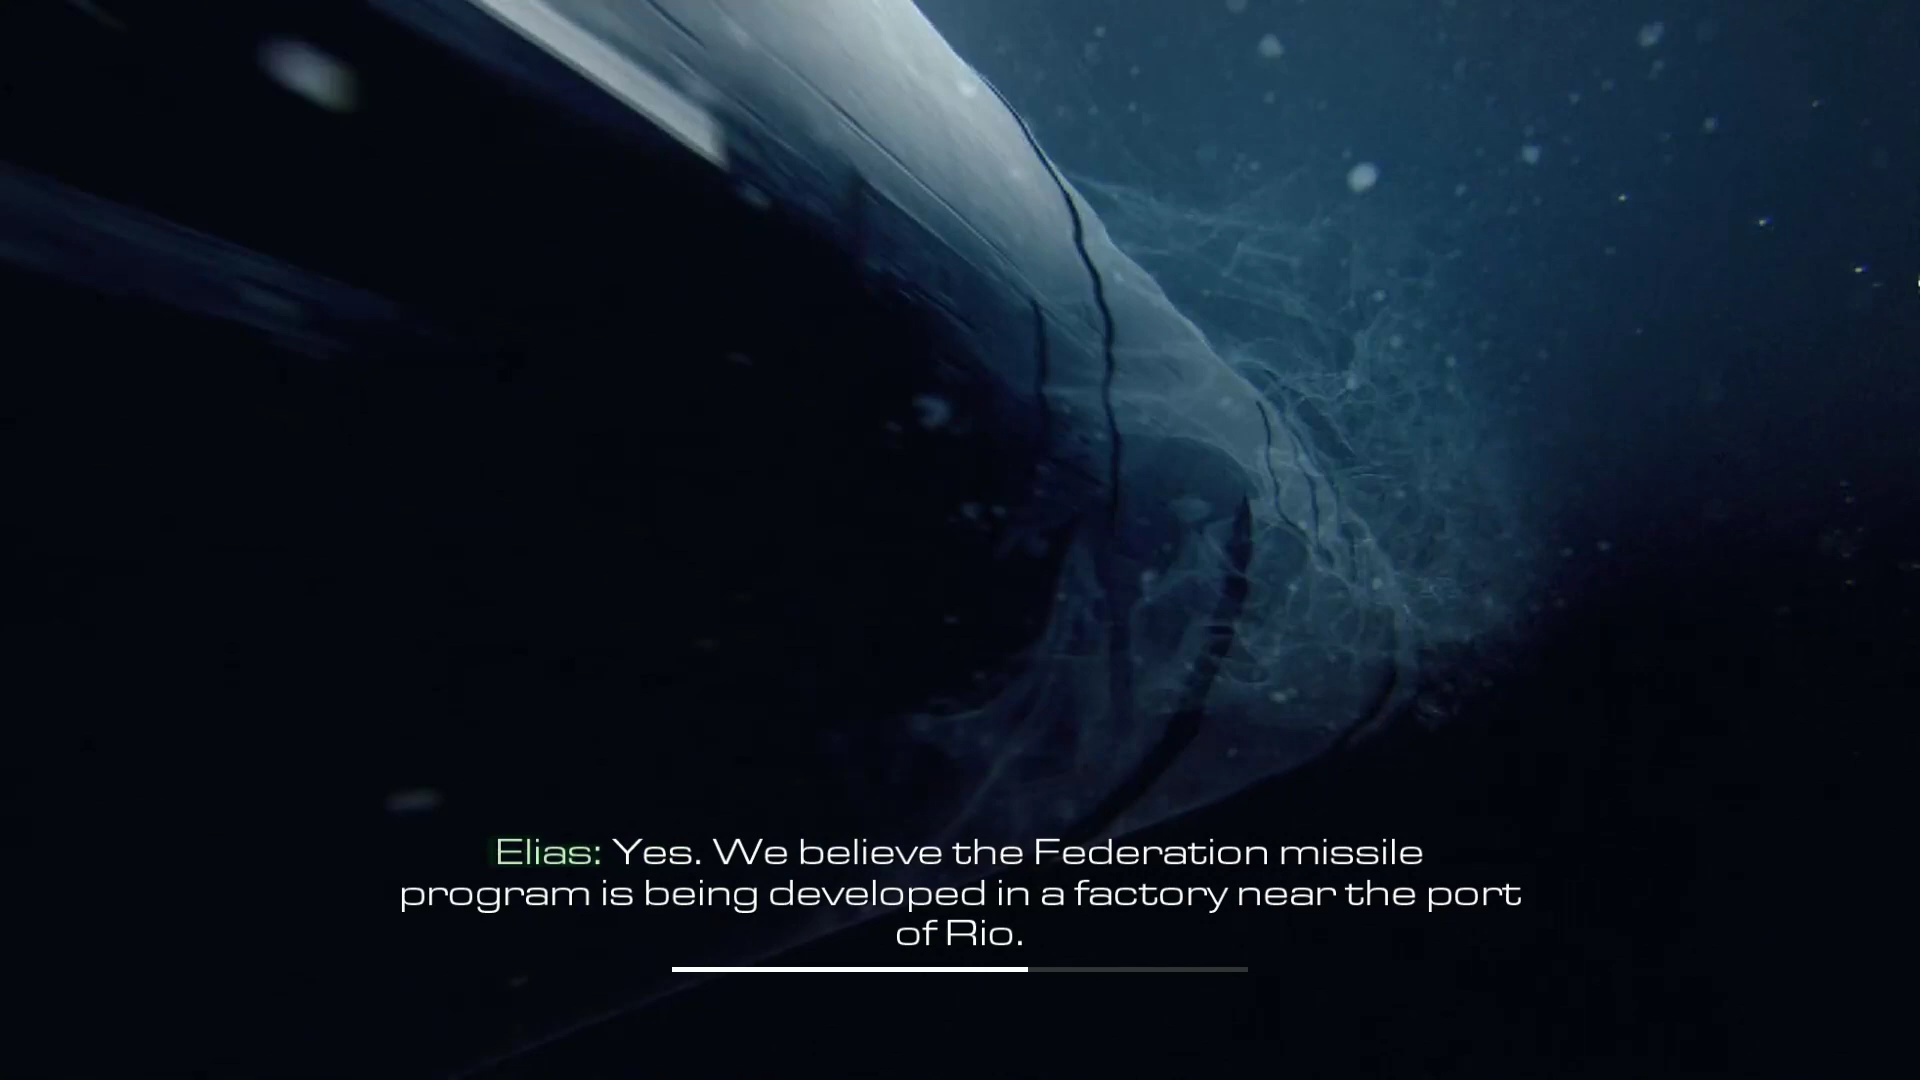 Elias: Yes. We believe the Federation missile
program is being developed in a factory near the port
of Rio.